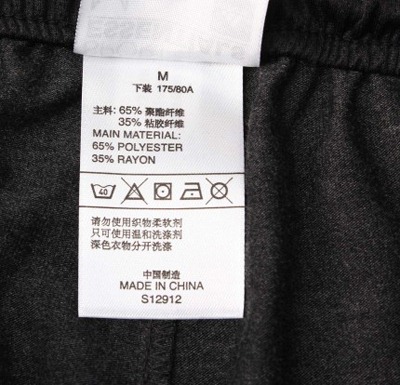 M
下装 175/80A
主料: 65% 聚酯纤维
35% 粘胶纤维
MAIN MATERIAL:
65% POLYESTER
35% RAYON
40
请勿使用织物柔软剂
只可使用温和洗涤剂
深色衣物分开洗涤
中国制造
MADE IN CHINA
S12912